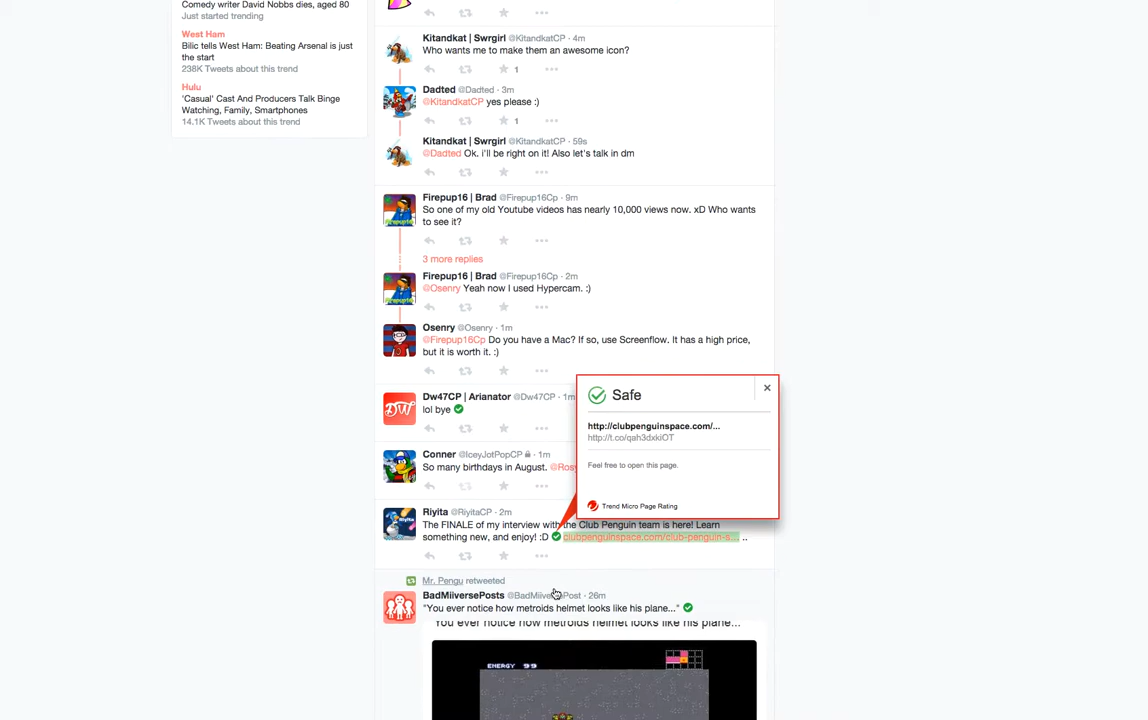 Comedy writer David Nobbs dies, aged 80
Just started trending
West Ham
Bilic tells West Ham: Beating Arsenal is just
the start
238K Tweets about this trend
Hulu
'Casual' Cast And Producers Talk Binge
Watching, Family, Smartphones
14.1K Tweets about this trend
Kitandkat | Swrgirl @KitandkatCP · 4m
Who wants me to make them an awesome icon?
1
Dadted @Dadted · 3m
@KitandkatCP yes please :)
1
Kitandkat | Swrgirl @KitandkatCP · 59s
@Dadted Ok. i'll be right on it! Also let's talk in dm
Firepup16 | Brad @Firepup16Cp · 9m
So one of my old Youtube videos has nearly 10,000 views now. xD Who wants
to see it?
3 more replies
Firepup16 | Brad @Firepup16Cp · 2m
@Osenry Yeah now I used Hypercam. :)
Osenry @Osenry · 1m
@Firepup16Cp Do you have a Mac? If so, use Screenflow. It has a high price,
but it is worth it. :)
Dw47CP | Arianator @Dw47CP · 1m
lol bye
Safe
http://clubpenguinspace.com/...
http://t.co/qah3dxkiOT
Feel free to open this page.
Trend Micro Page Rating
Conner @IceyJotPopCP · 1m
So many birthdays in August. @Rosy
Riyita @RiyitaCP · 2m
The FINALE of my interview with the Club Penguin team is here! Learn
something new, and enjoy! :D clubpenguinspace.com/club-penguin-s... ..
Mr. Pengu retweeted
BadMiiversePosts @BadMiiversePost · 26m
"You ever notice how metroids helmet looks like his plane..."
You ever notice how metroids helmet looks like his plane...
ENERGY 99